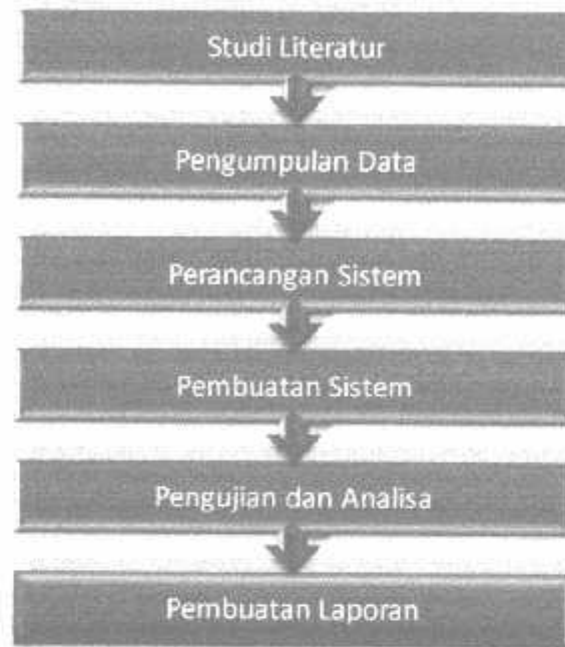 Studi Literatur
Pengumpulan Data
Perancangan Sistem
Pembuatan Sistem
Pengujian dan Analisa
Pembuatan Laporan